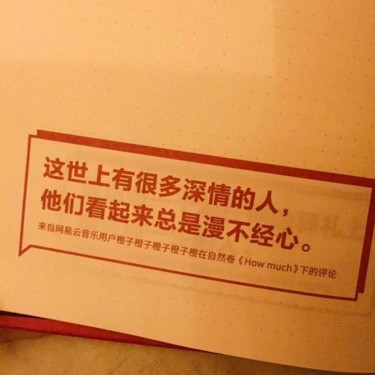 这世上有很多深情的人，
他们看起来总是漫不经心。
来自网易云音乐用户橙子橙子橙子橙子橙在自然卷《How much》下的评论